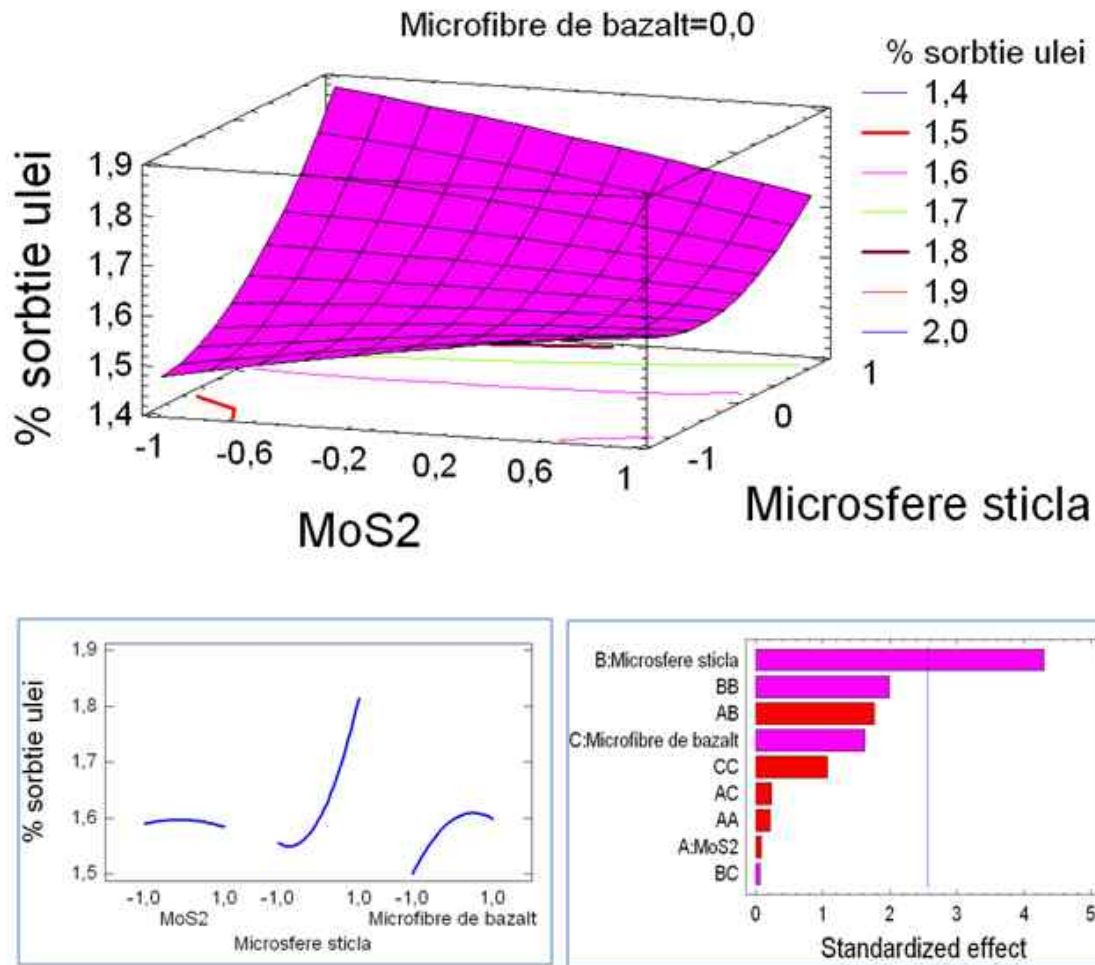 Microfibre de bazalt=0,0
% sorbtie ulei
1,4
1,5
1,6
1,7
1,8
1,9
2,0
% sorbtie ulei
1,9
1,8
1,7
1,6
1,5
1,4
-1 -0,6 -0,2 0,2 0,6 1
MoS2
-1 0 1
Microsfere sticla
% sorbtie ulei
1,9
1,8
1,7
1,6
1,5
-1,0 1,0 -1,0 1,0 -1,0 1,0
MoS2 Microfibre de bazalt
Microsfere sticla
B:Microsfere sticla
BB
AB
C:Microfibre de bazalt
CC
AC
AA
A:MoS2
BC
0 1 2 3 4 5
Standardized effect